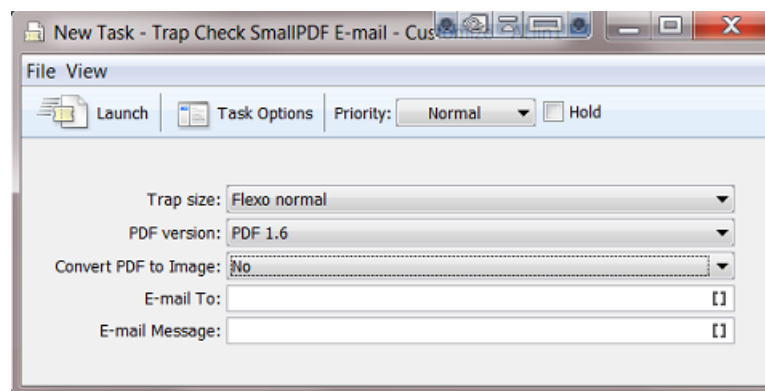 New Task - Trap Check SmallPDF E-mail - Cus
File View
Launch Task Options Priority: Normal Hold
Trap size: Flexo normal
PDF version: PDF 1.6
Convert PDF to Image: No
E-mail To: []
E-mail Message: []